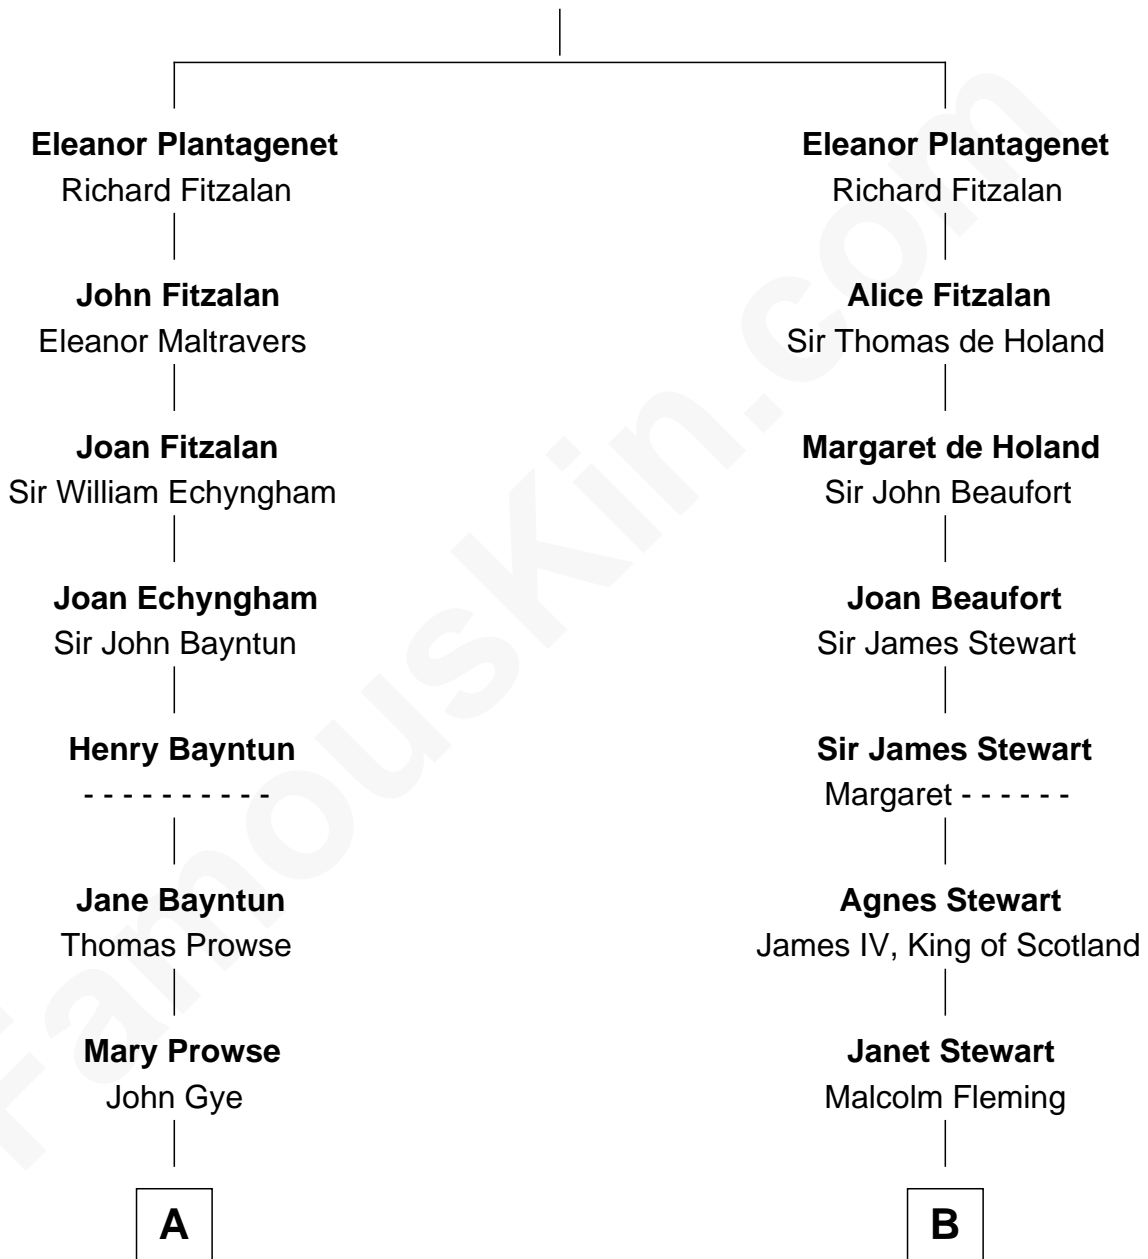 Eleanor Plantagenet
Richard Fitzalan
John Fitzalan
Eleanor Maltravers
Joan Fitzalan
Sir William Echyngham
Joan Echyngham
Sir John Bayntun
Henry Bayntun
- - - - - - - - - -
Jane Bayntun
Thomas Prowse
Mary Prowse
John Gye
A
Eleanor Plantagenet
Richard Fitzalan
Alice Fitzalan
Sir Thomas de Holand
Margaret de Holand
Sir John Beaufort
Joan Beaufort
Sir James Stewart
Sir James Stewart
Margaret - - - - - -
Agnes Stewart
James IV, King of Scotland
Janet Stewart
Malcolm Fleming
B
FamousKin.com